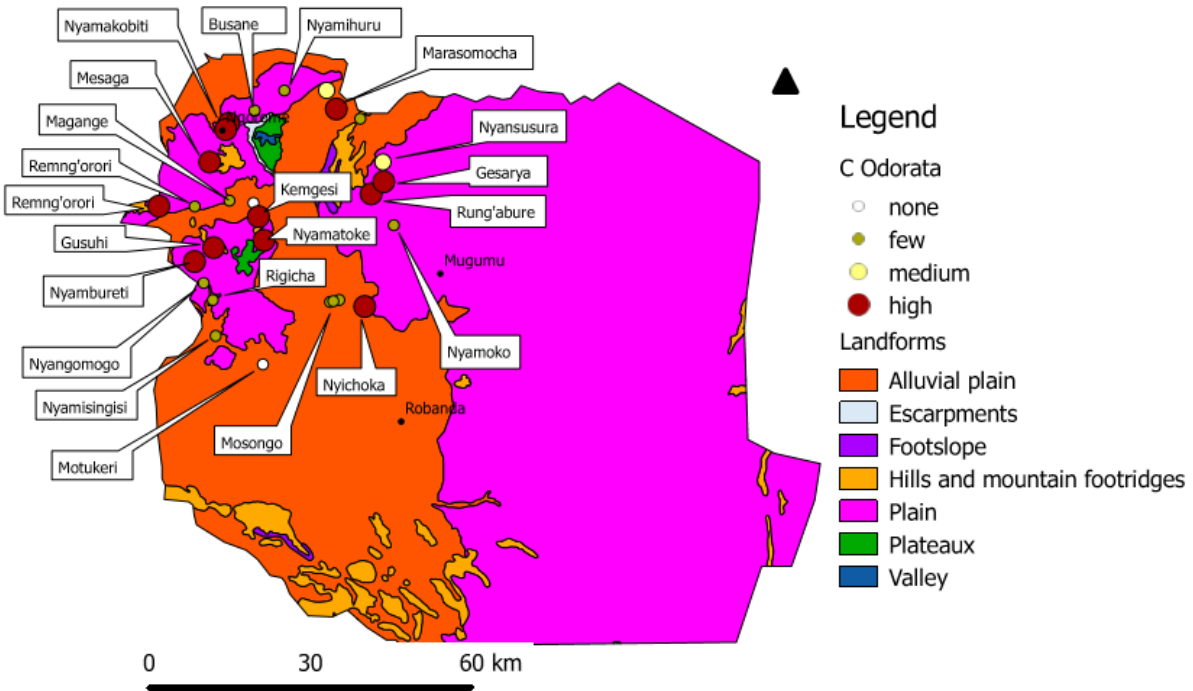 Nyamakobiti
Busane
Nyamihuru
Marasomocha
Mesaga
Magange
Remng'orori
Remng'orori
Gusuhi
Nyambureti
Nyangomogo
Nyamisingisi
Motukeri
Mosongo
Nyichoka
Nyamoko
Rung'abure
Gesarya
Nyansusura
Kemgesi
Nyamatoke
Rigicha
Mugumu
Robanda
Legend
C Odorata
none
few
medium
high
Landforms
Alluvial plain
Escarpments
Footslope
Hills and mountain footridges
Plain
Plateaux
Valley
0 30 60 km